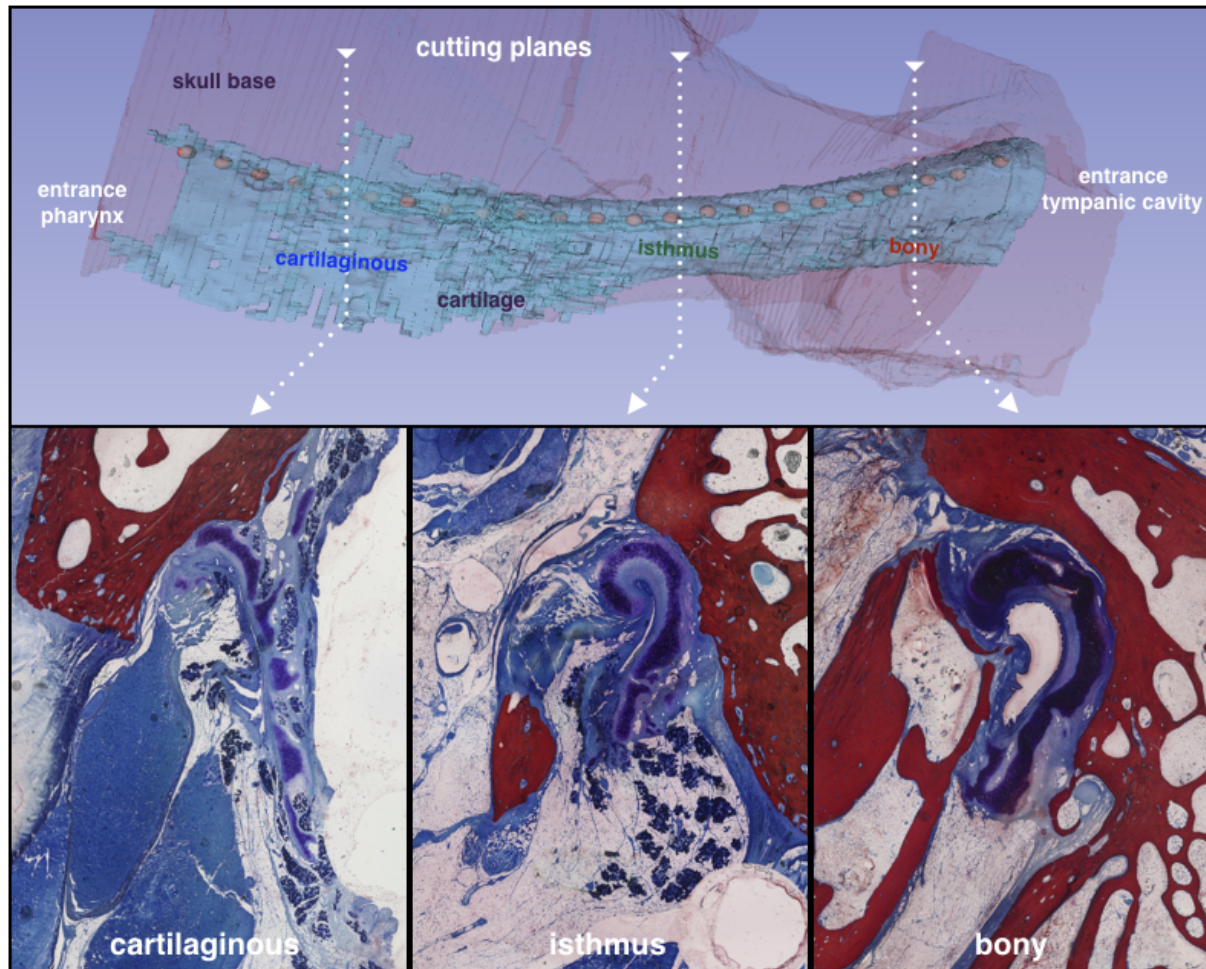 cutting planes
skull base
entrance
pharynx
entrance
tympanic cavity
cartilaginous
isthmus
bony
cartilage
cartilaginous
isthmus
bony